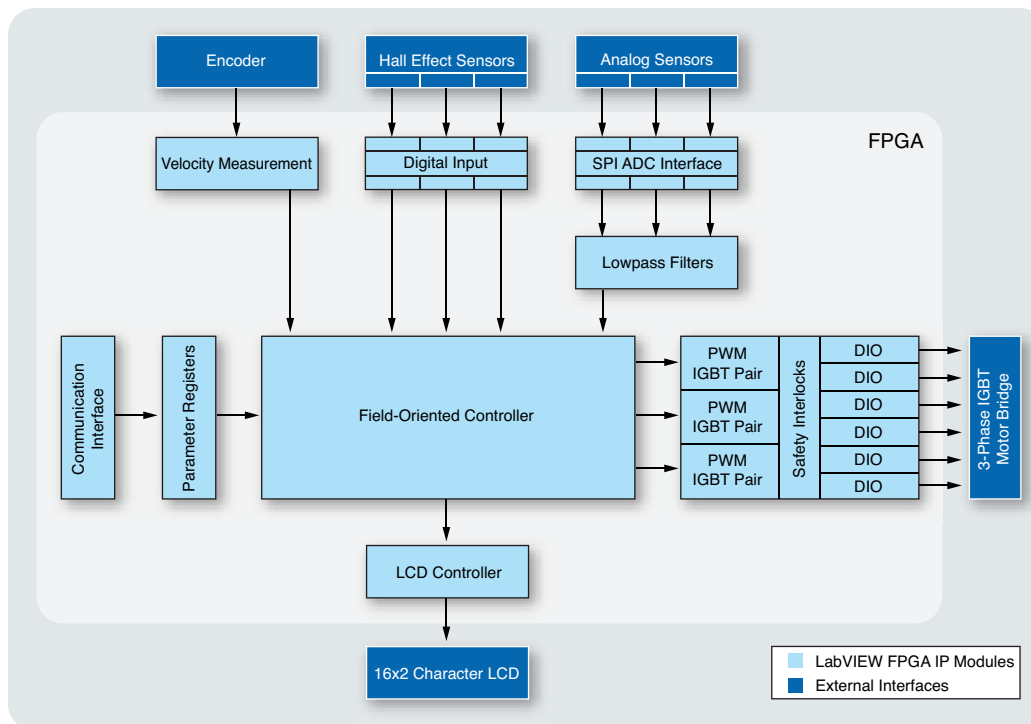 Encoder
Hall Effect Sensors
Analog Sensors
FPGA
Velocity Measurement
Digital Input
SPI ADC Interface
Lowpass Filters
Communication
Interface
Parameter Registers
Field-Oriented Controller
PWM
IGBT Pair
PWM
IGBT Pair
PWM
IGBT Pair
Safety Interlocks
DIO
DIO
DIO
DIO
DIO
DIO
3-Phase IGBT
Motor Bridge
LCD Controller
16x2 Character LCD
LabVIEW FPGA IP Modules
External Interfaces